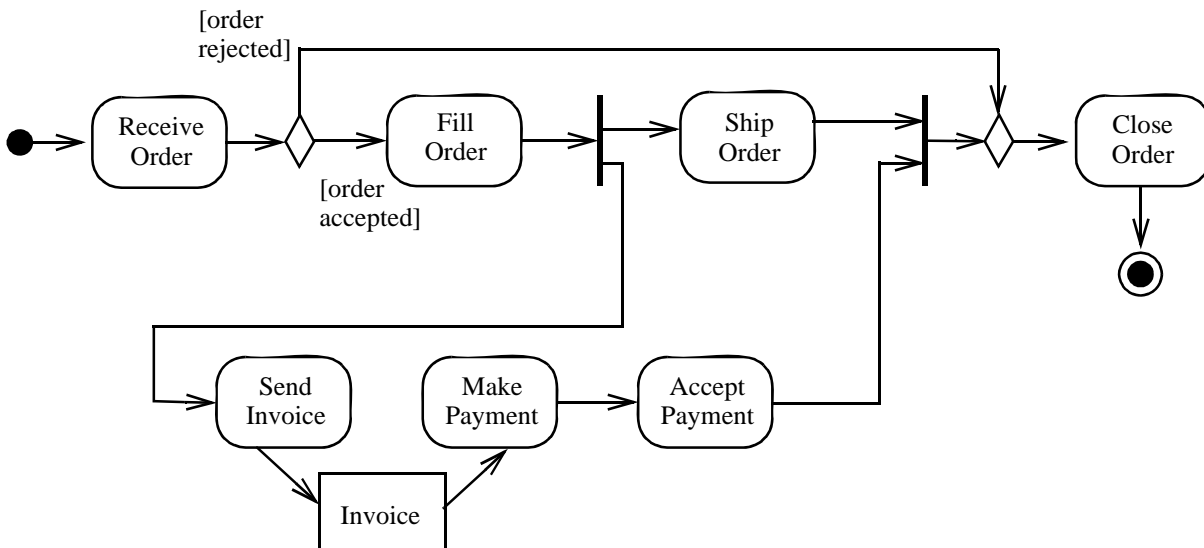 [order
rejected]
Receive
Order
Fill
Order
Ship
Order
Close
Order
[order
accepted]
Send
Invoice
Make
Payment
Accept
Payment
Invoice